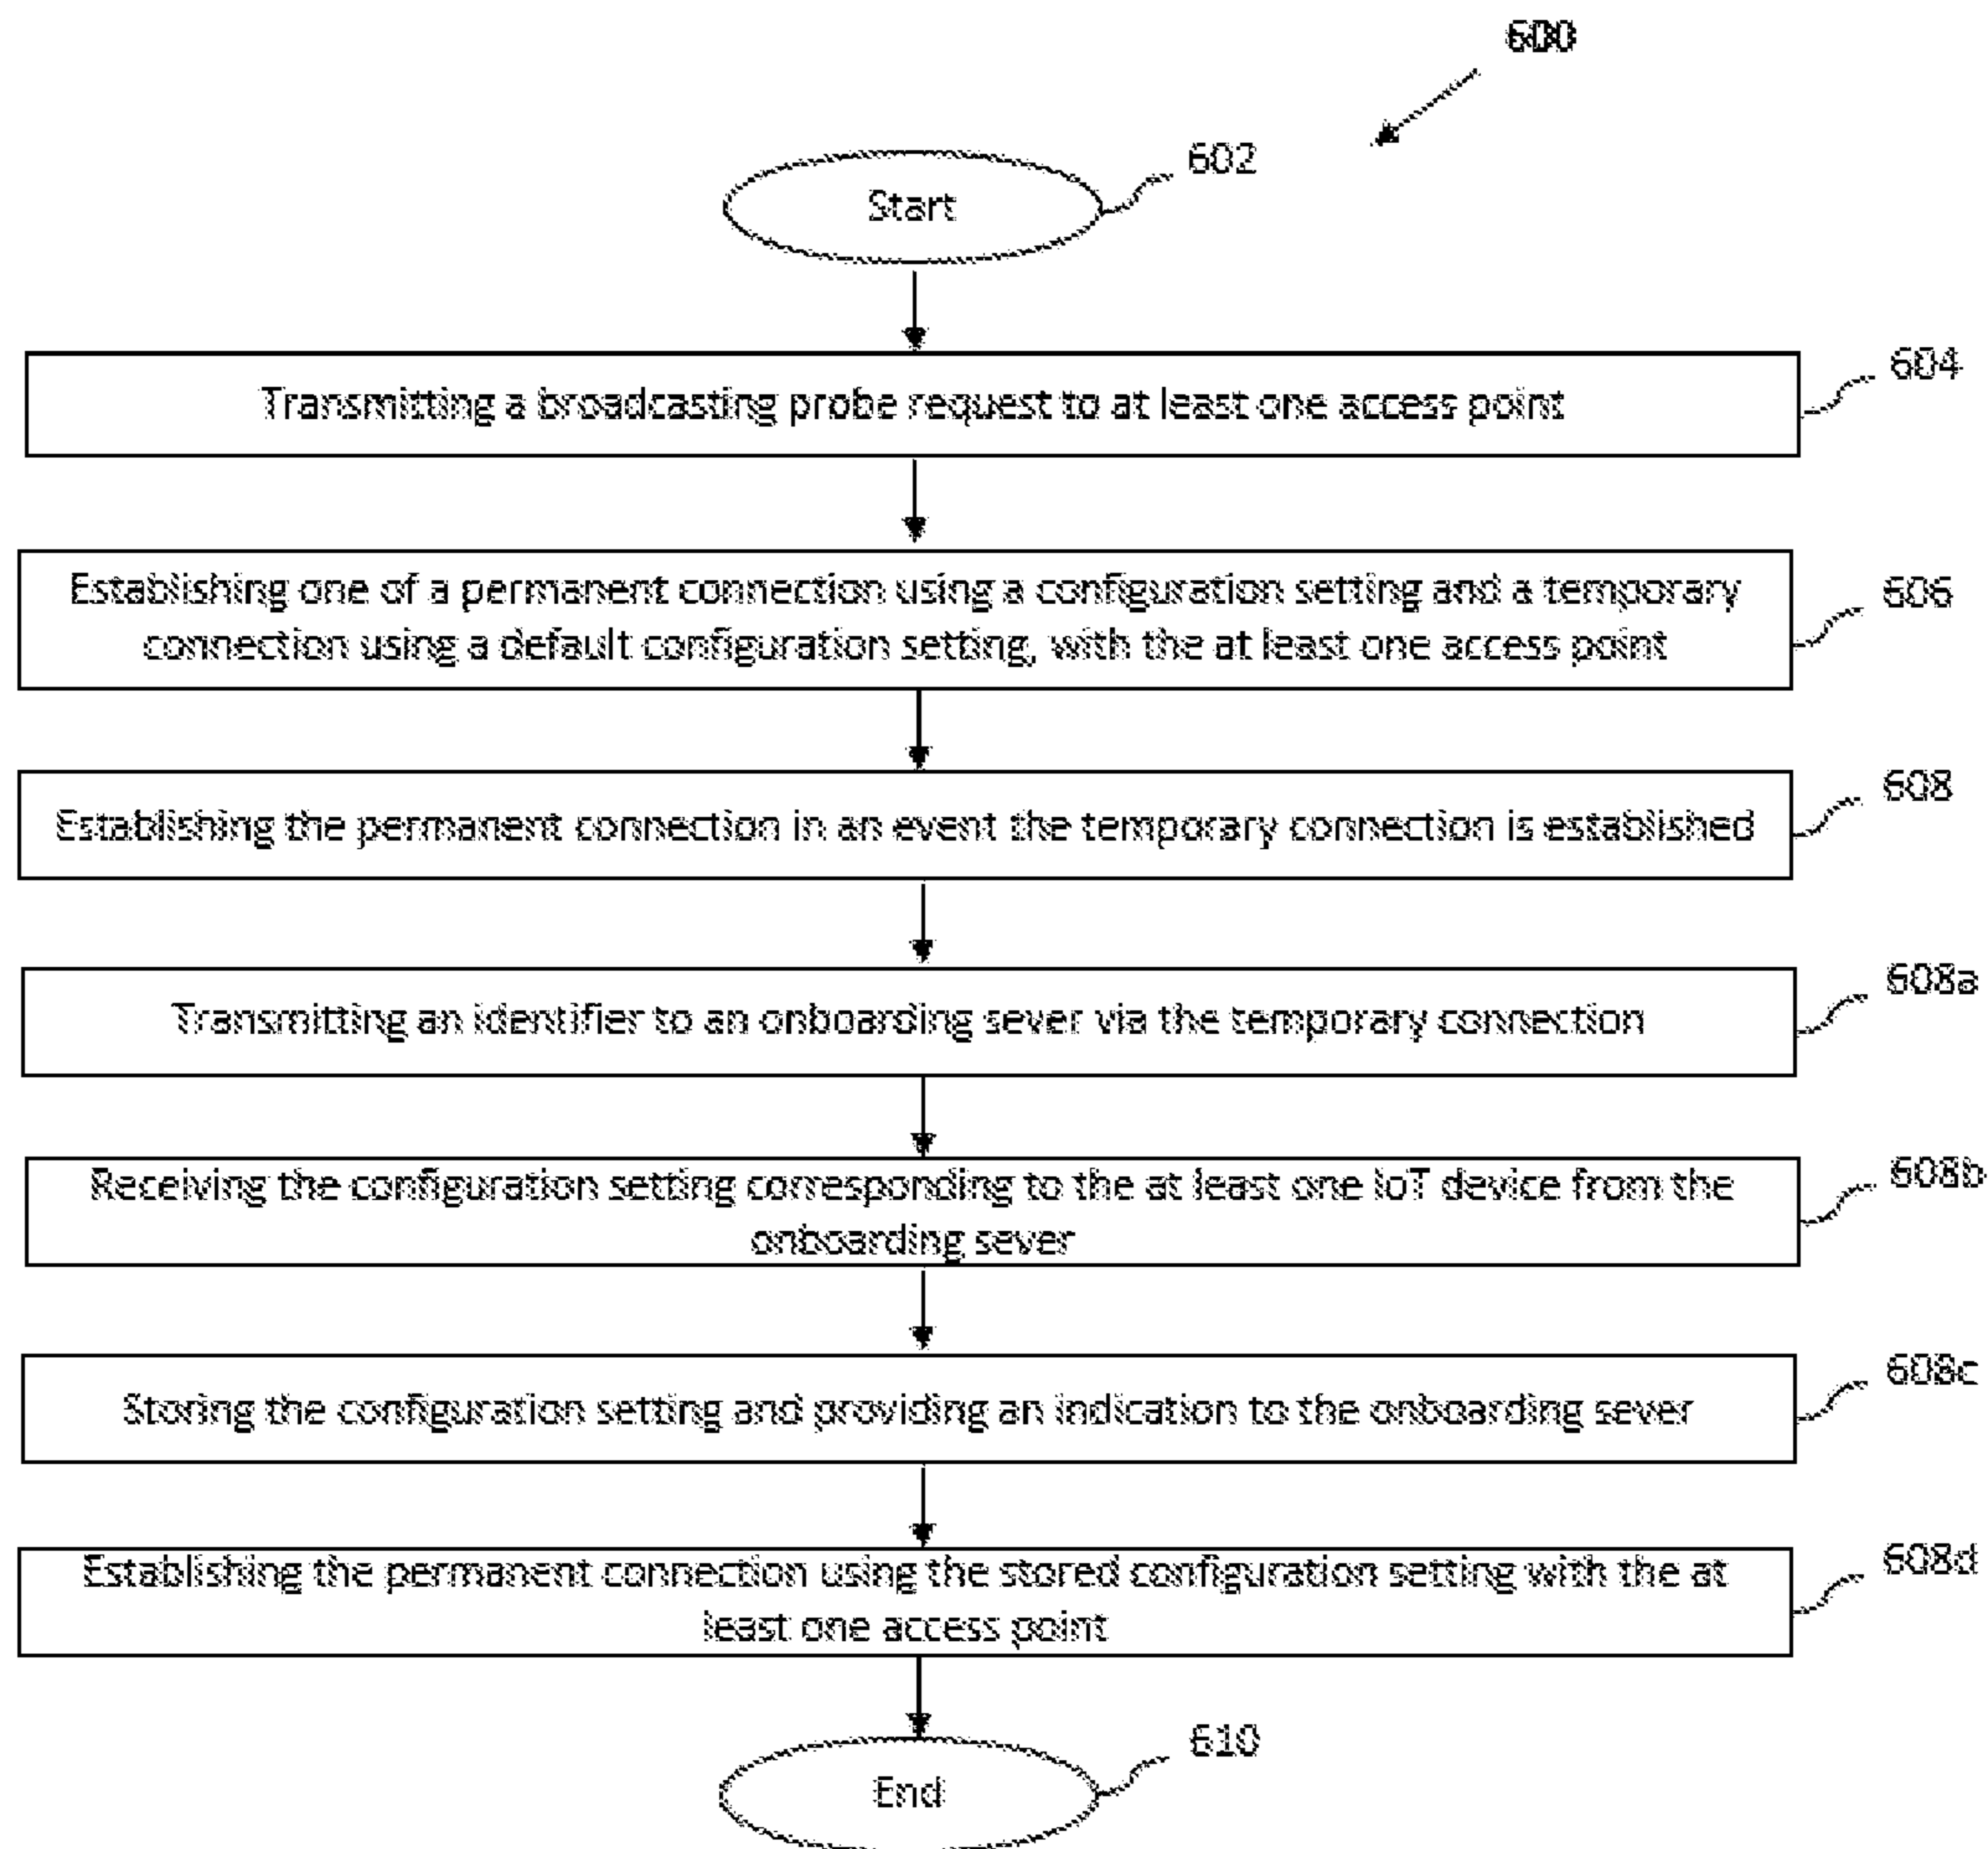 600
Start
602
Transmitting a broadcasting probe request to at least one access point
604
Establishing one of a permanent connection using a configuration setting and a temporary
connection using a default configuration setting, with the at least one access point
606
Establishing the permanent connection in an event the temporary connection is established
608
Transmitting an identifier to an onboarding sever via the temporary connection
608a
Receiving the configuration setting corresponding to the at least one IoT device from the
onboarding sever
608b
Storing the configuration setting and providing an indication to the onboarding sever
608c
Establishing the permanent connection using the stored configuration setting with the at
least one access point
608d
End
610